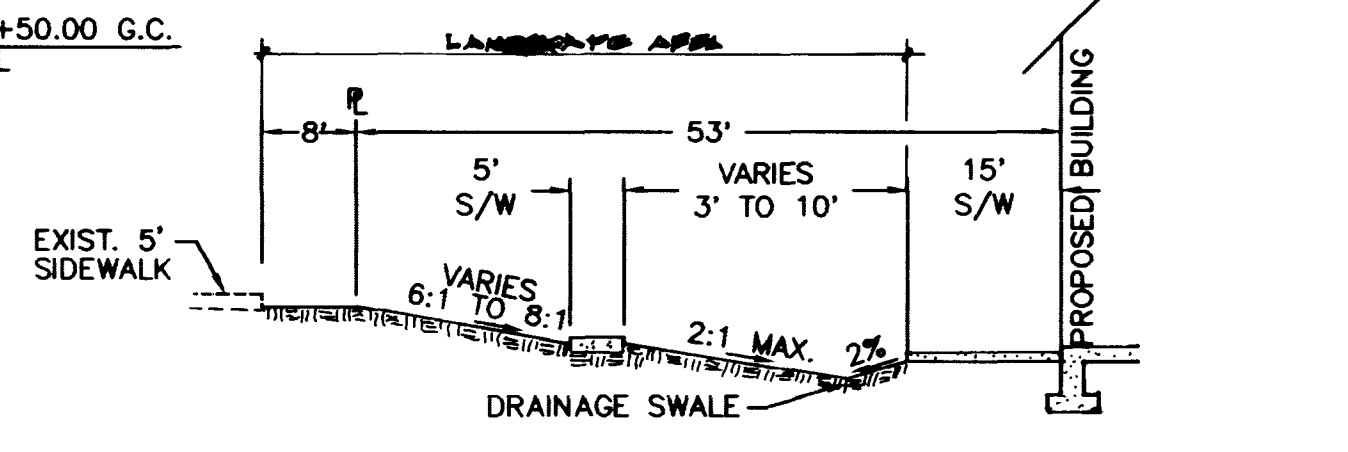 +50.00 G.C.
8'
53'
5'
S/W
VARIES
3' TO 10'
15'
S/W
PROPOSED BUILDING
EXIST. 5'
SIDEWALK
VARIES
6:1 TO 8:1
2:1 MAX.
2%
DRAINAGE SWALE